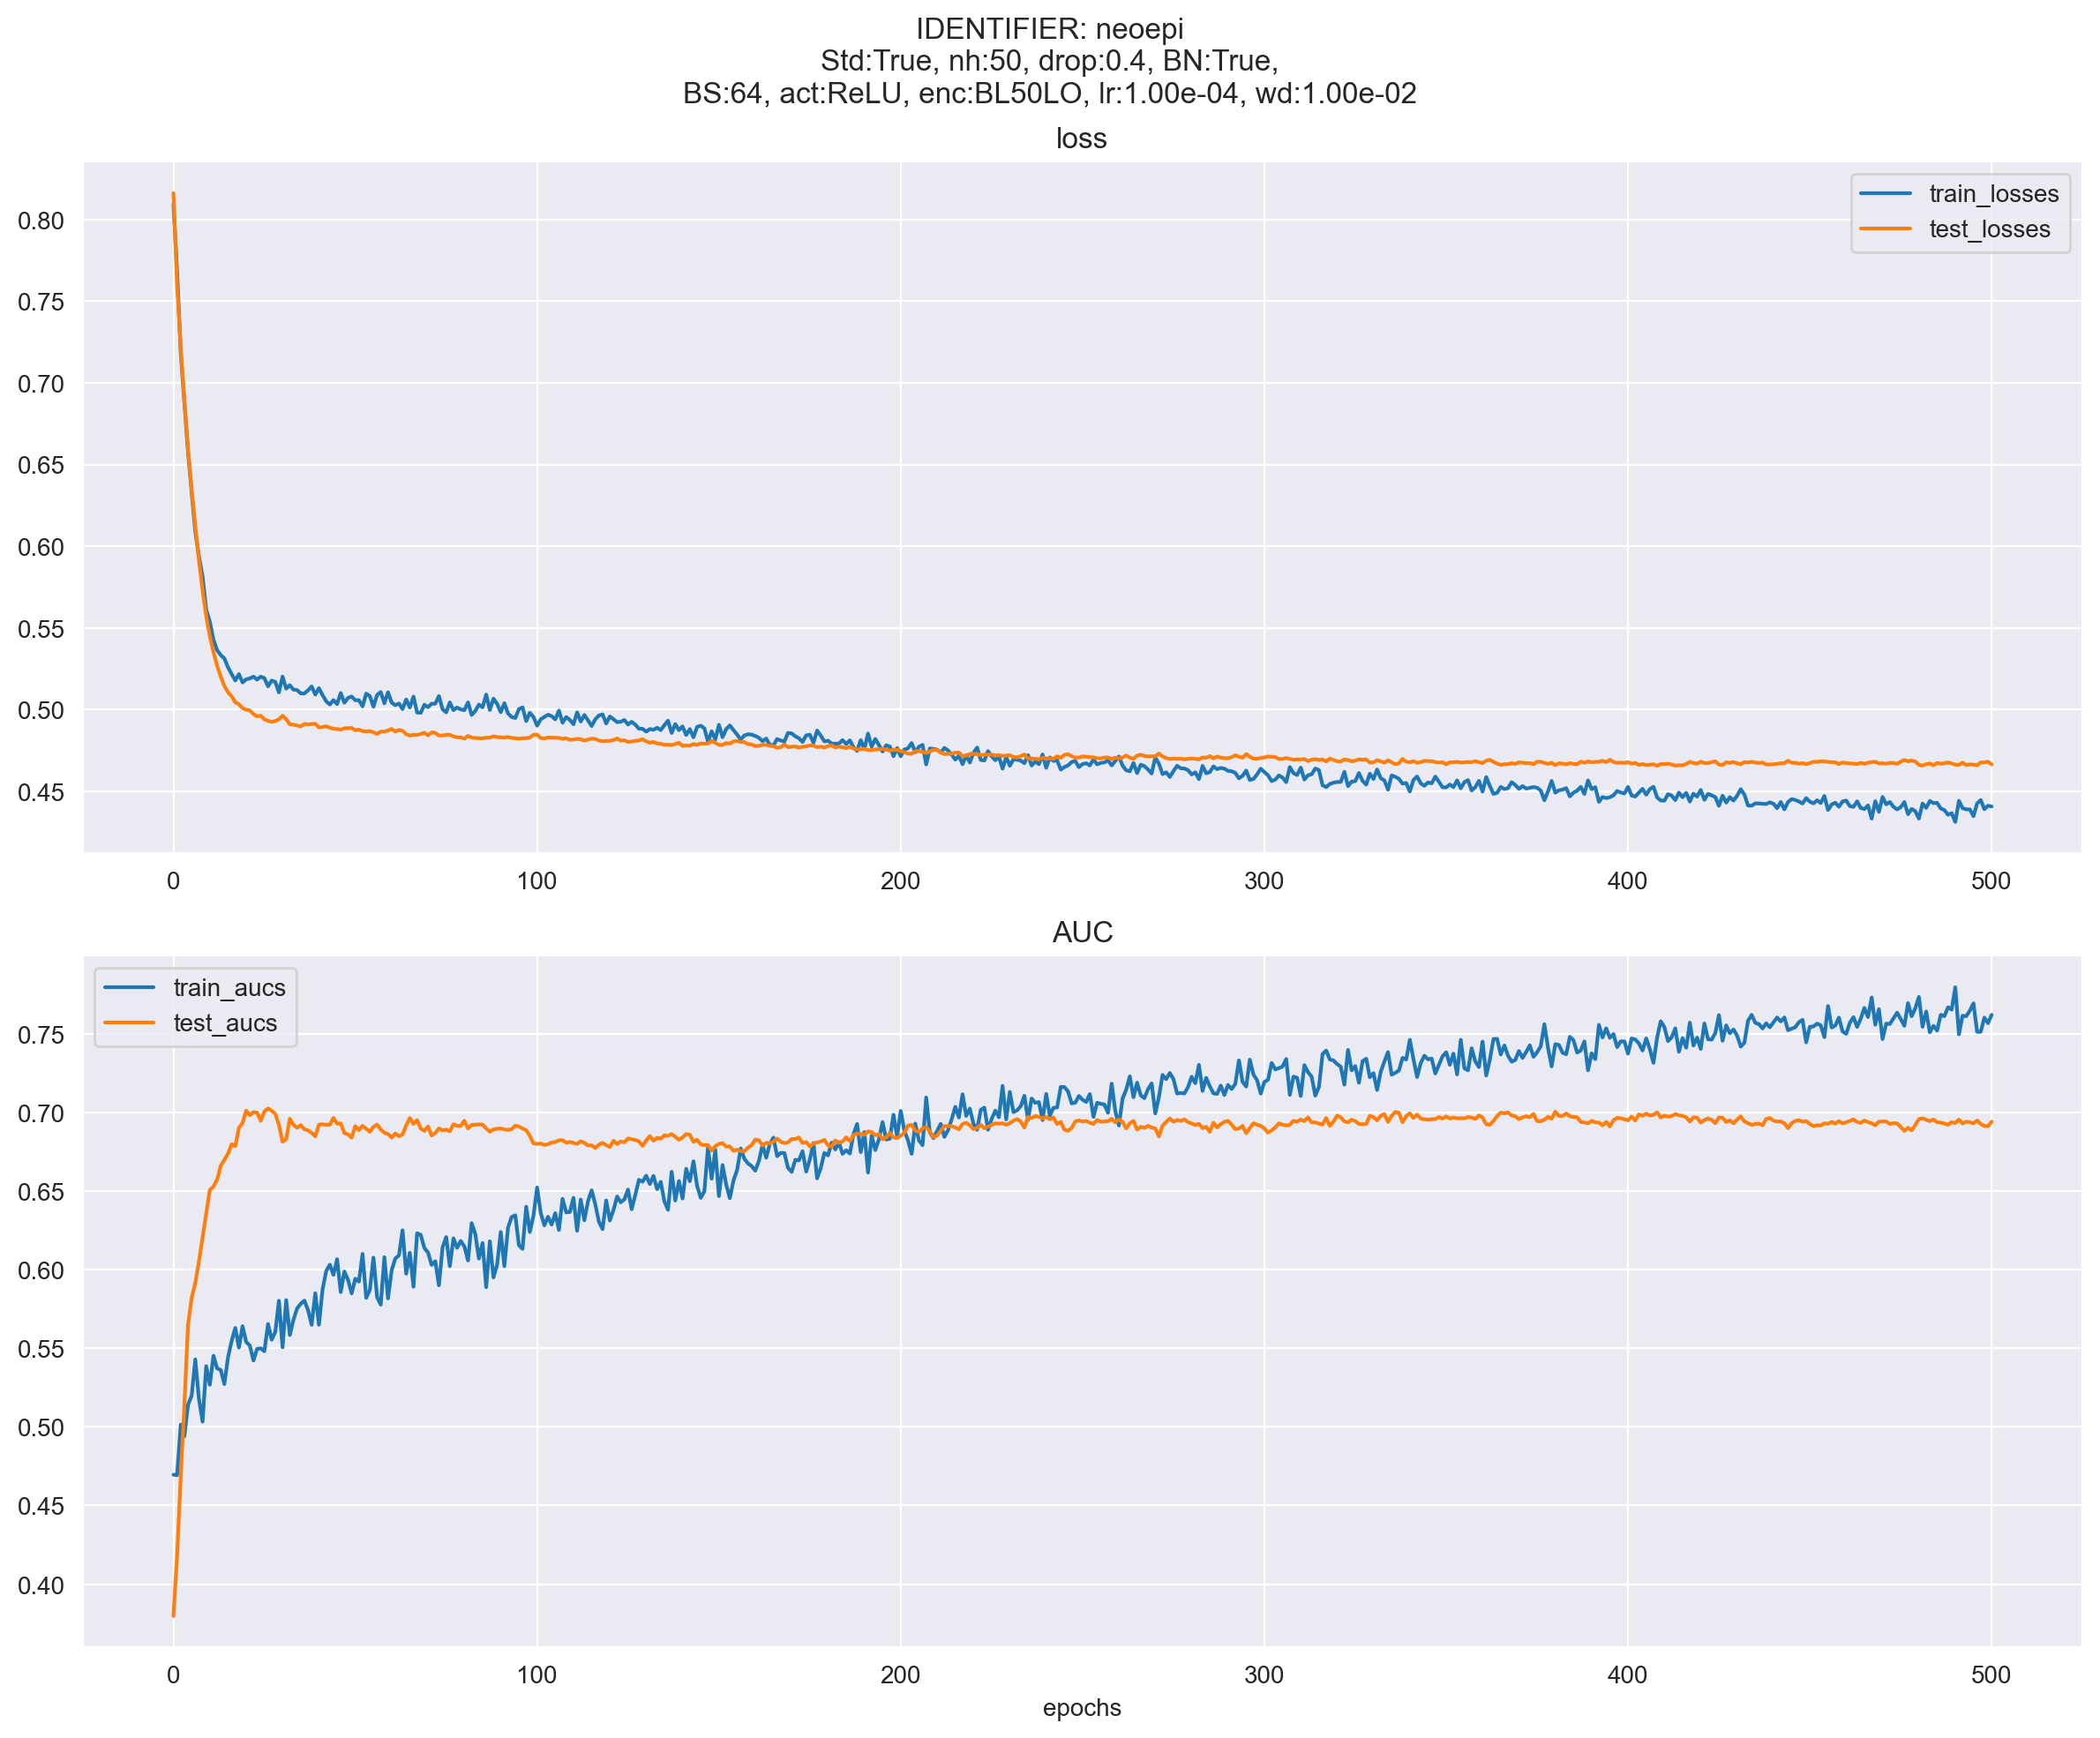 IDENTIFIER: neoepi
Std:True, nh:50, drop:0.4, BN:True,
BS:64, act:ReLU, enc:BL50LO, lr:1.00e-04, wd:1.00e-02
loss
train_losses
test_losses
0.80
0.75
0.70
0.65
0.60
0.55
0.50
0.45
0 100 200 300 400 500
AUC
train_aucs
test_aucs
0.75
0.70
0.65
0.60
0.55
0.50
0.45
0.40
0 100 200 300 400 500
epochs